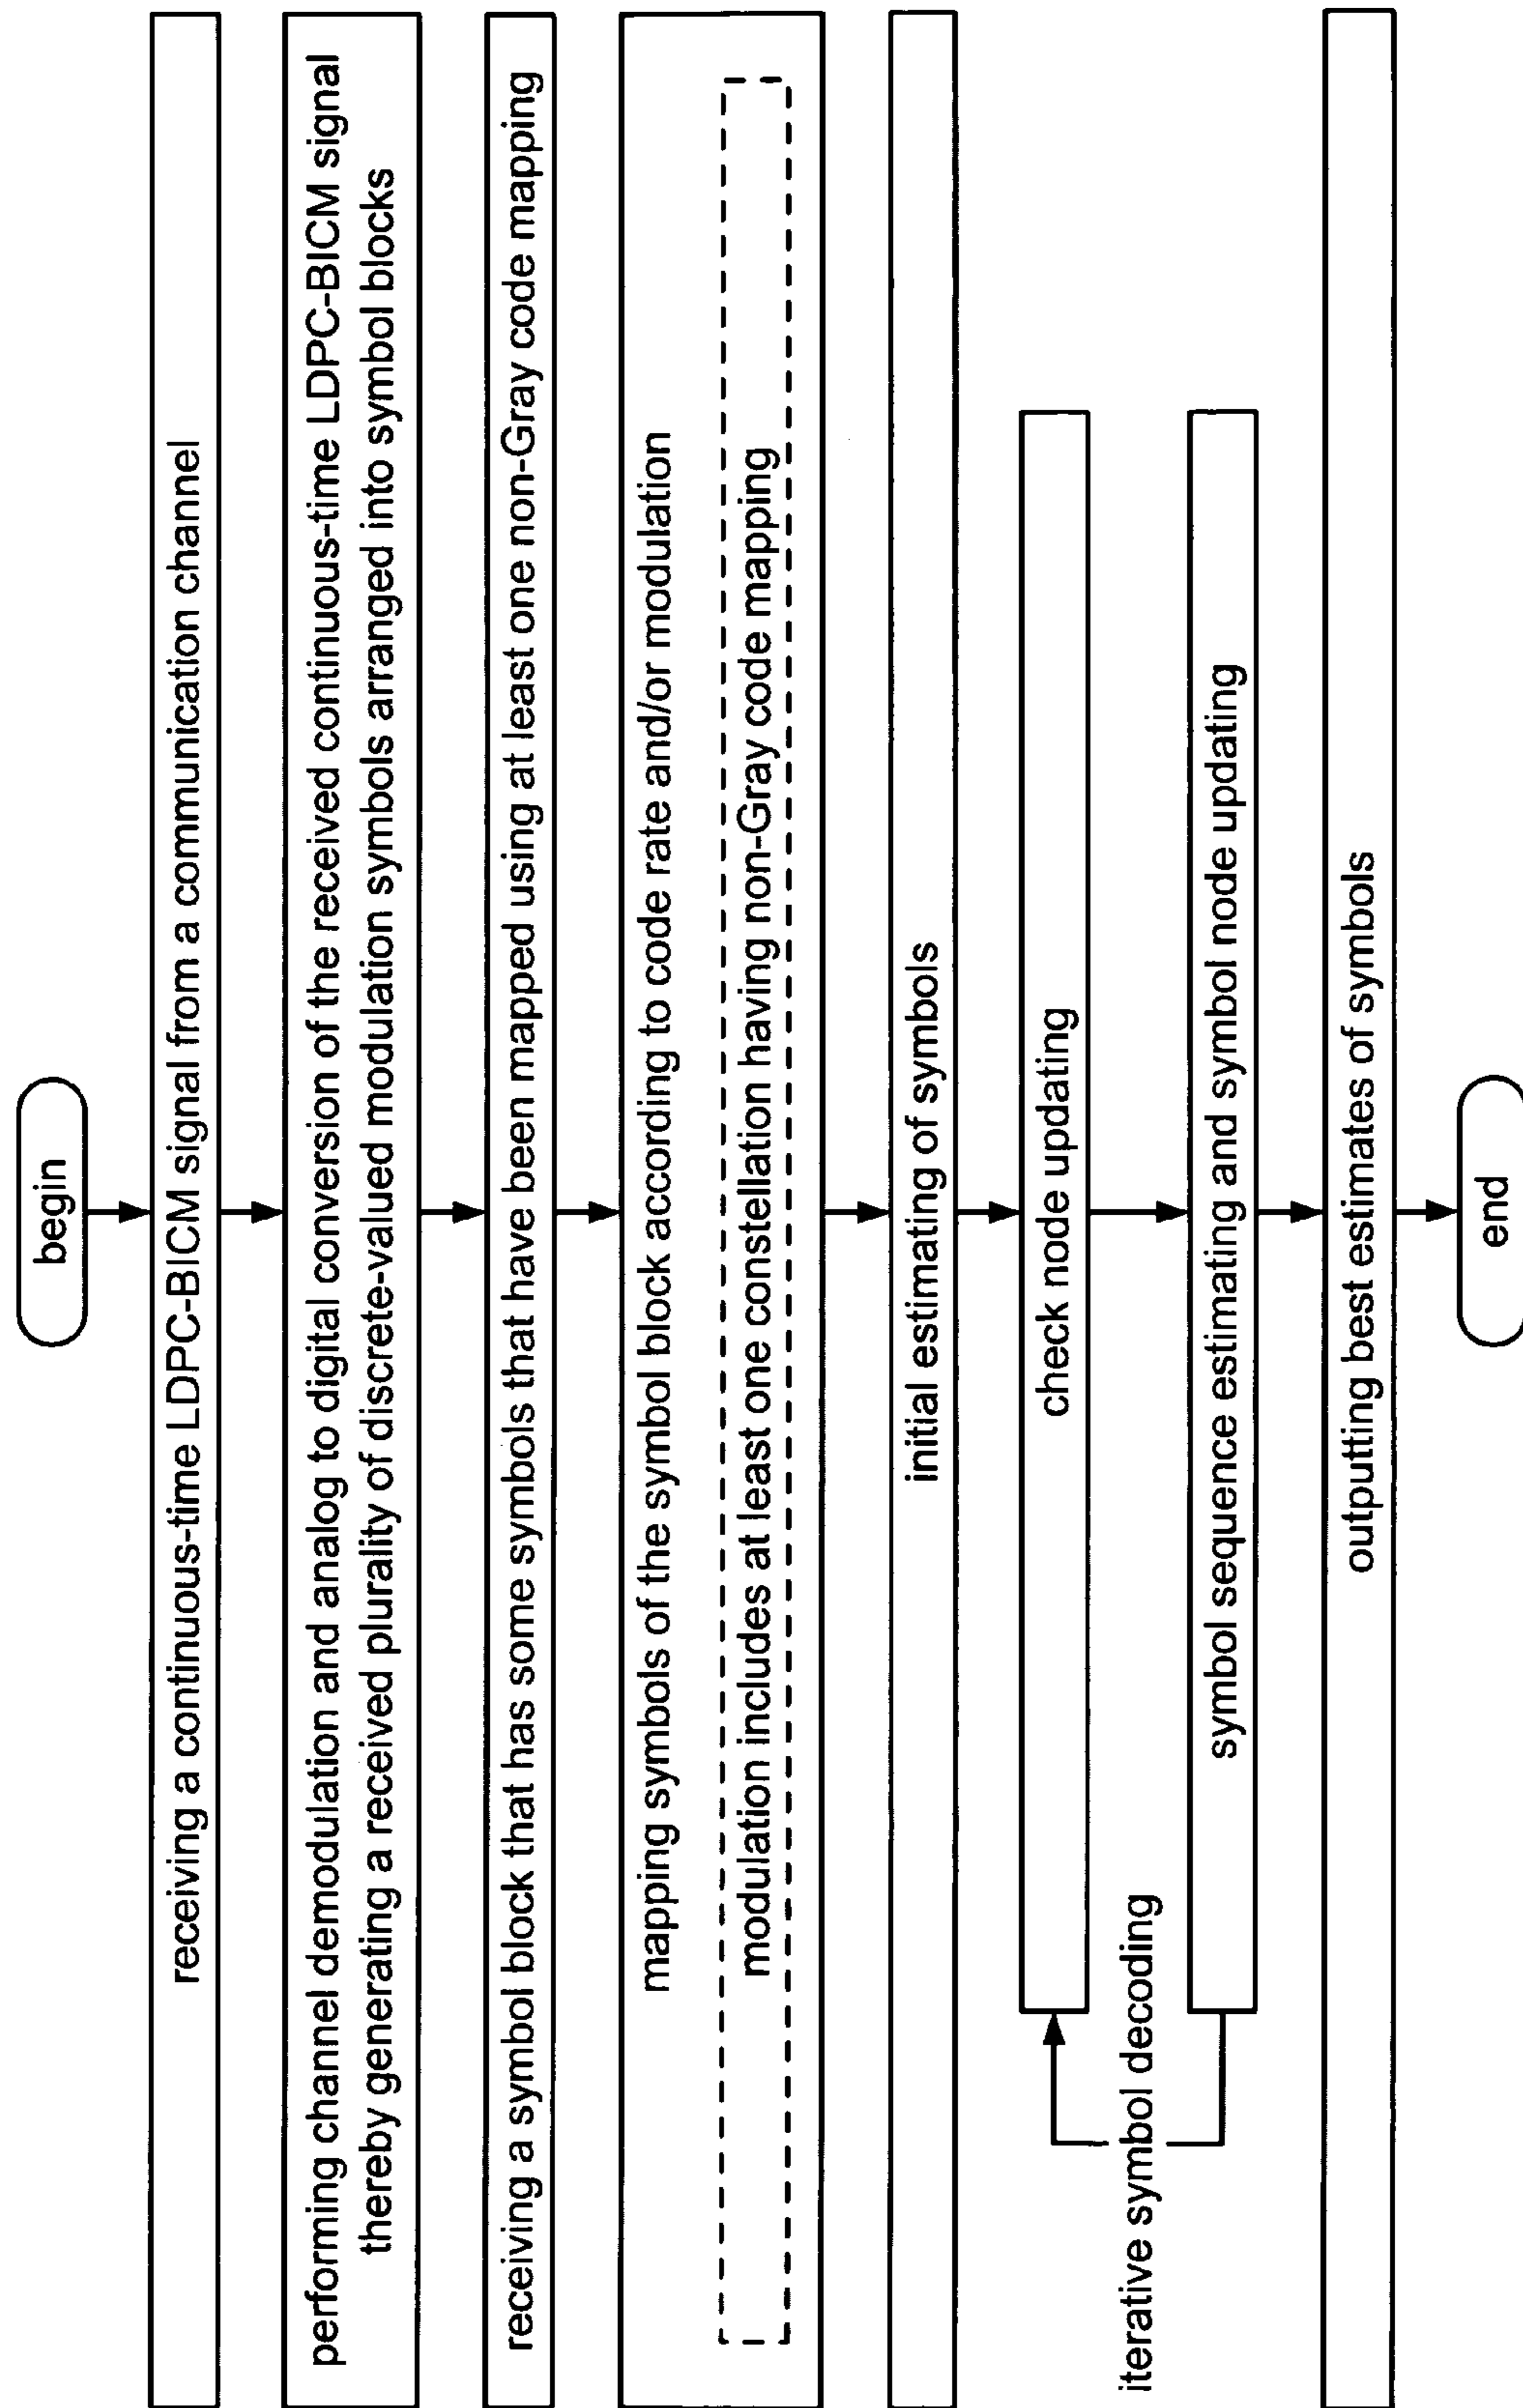 begin
receiving a continuous-time LDPC-BICM signal from a communication channel
performing channel demodulation and analog to digital conversion of the received continuous-time LDPC-BICM signal
thereby generating a received plurality of discrete-valued modulation symbols arranged into symbol blocks
receiving a symbol block that has some symbols that have been mapped using at least one non-Gray code mapping
mapping symbols of the symbol block according to code rate and/or modulation
modulation includes at least one constellation having non-Gray code mapping
initial estimating of symbols
check node updating
iterative symbol decoding
symbol sequence estimating and symbol node updating
outputting best estimates of symbols
end